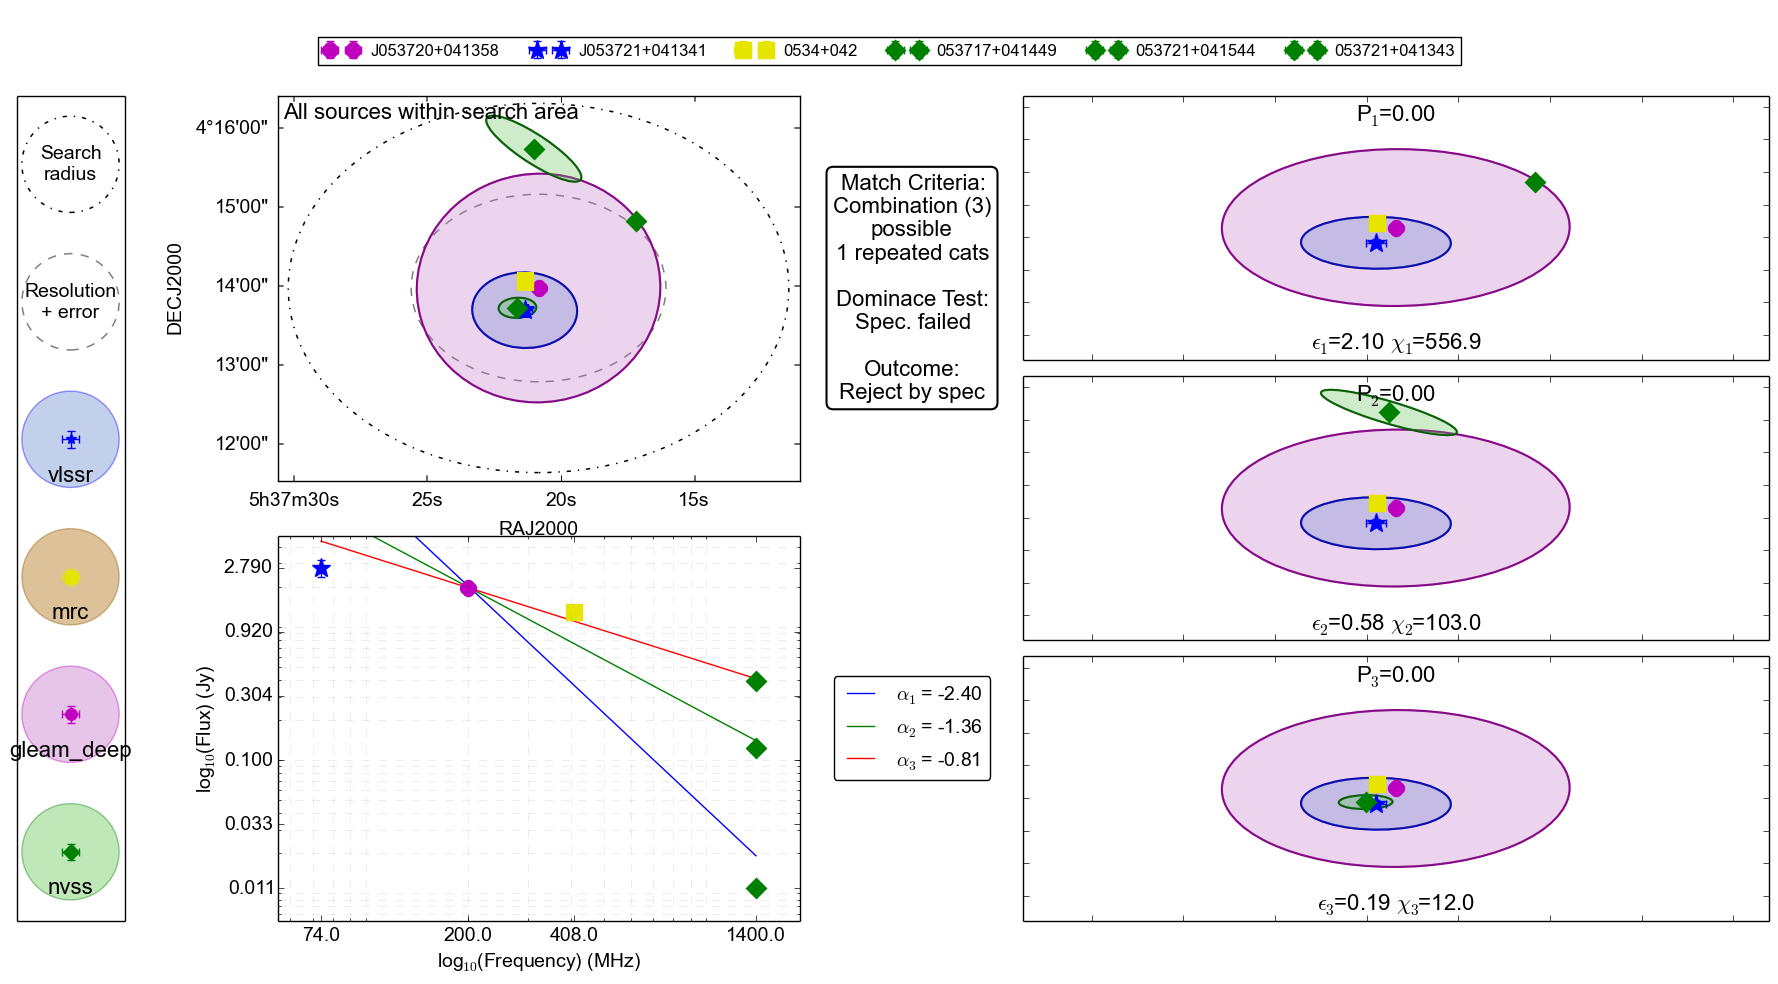 J053720+041358 J053721+041341 0534+042 053717+041449 053721+041544 053721+041343
Search
radius
Resolution
+ error
vlssr
mrc
gleam_deep
nvss
All sources within search area
DECJ2000
4°16'00"
15'00"
14'00"
13'00"
12'00"
5h37m30s 25s 20s 15s
RAJ2000
Match Criteria:
Combination (3)
possible
1 repeated cats
Dominace Test:
Spec. failed
Outcome:
Reject by spec
log₁₀(Flux) (Jy)
2.790
0.920
0.304
0.100
0.033
0.011
74.0 200.0 408.0 1400.0
log₁₀(Frequency) (MHz)
α₁ = -2.40
α₂ = -1.36
α₃ = -0.81
P₁=0.00
ϵ₁=2.10 χ₁=556.9
P₂=0.00
ϵ₂=0.58 χ₂=103.0
P₃=0.00
ϵ₃=0.19 χ₃=12.0